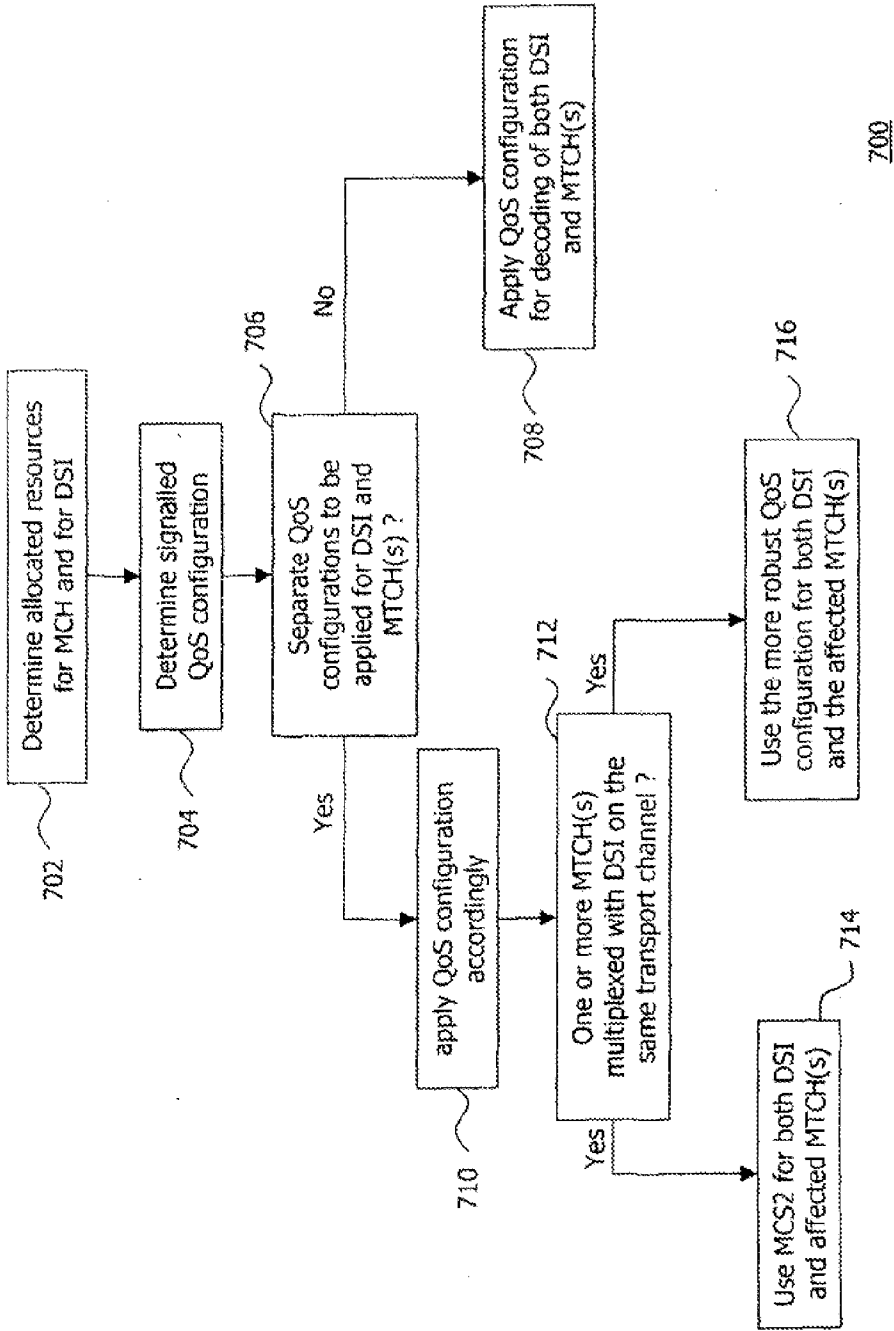 702
Determine allocated resources
for MCH and for DSI
704
Determine signalled
QoS configuration
706
Separate QoS
configurations to be
applied for DSI and
MTCH(s) ?
Yes
No
708
Apply QoS configuration
for decoding of both DSI
and MTCH(s)
710
apply QoS configuration
accordingly
712
One or more MTCH(s)
multiplexed with DSI on the
same transport channel ?
Yes
Yes
714
Use MCS2 for both DSI
and affected MTCH(s)
716
Use the more robust QoS
configuration for both DSI
and the affected MTCH(s)
700